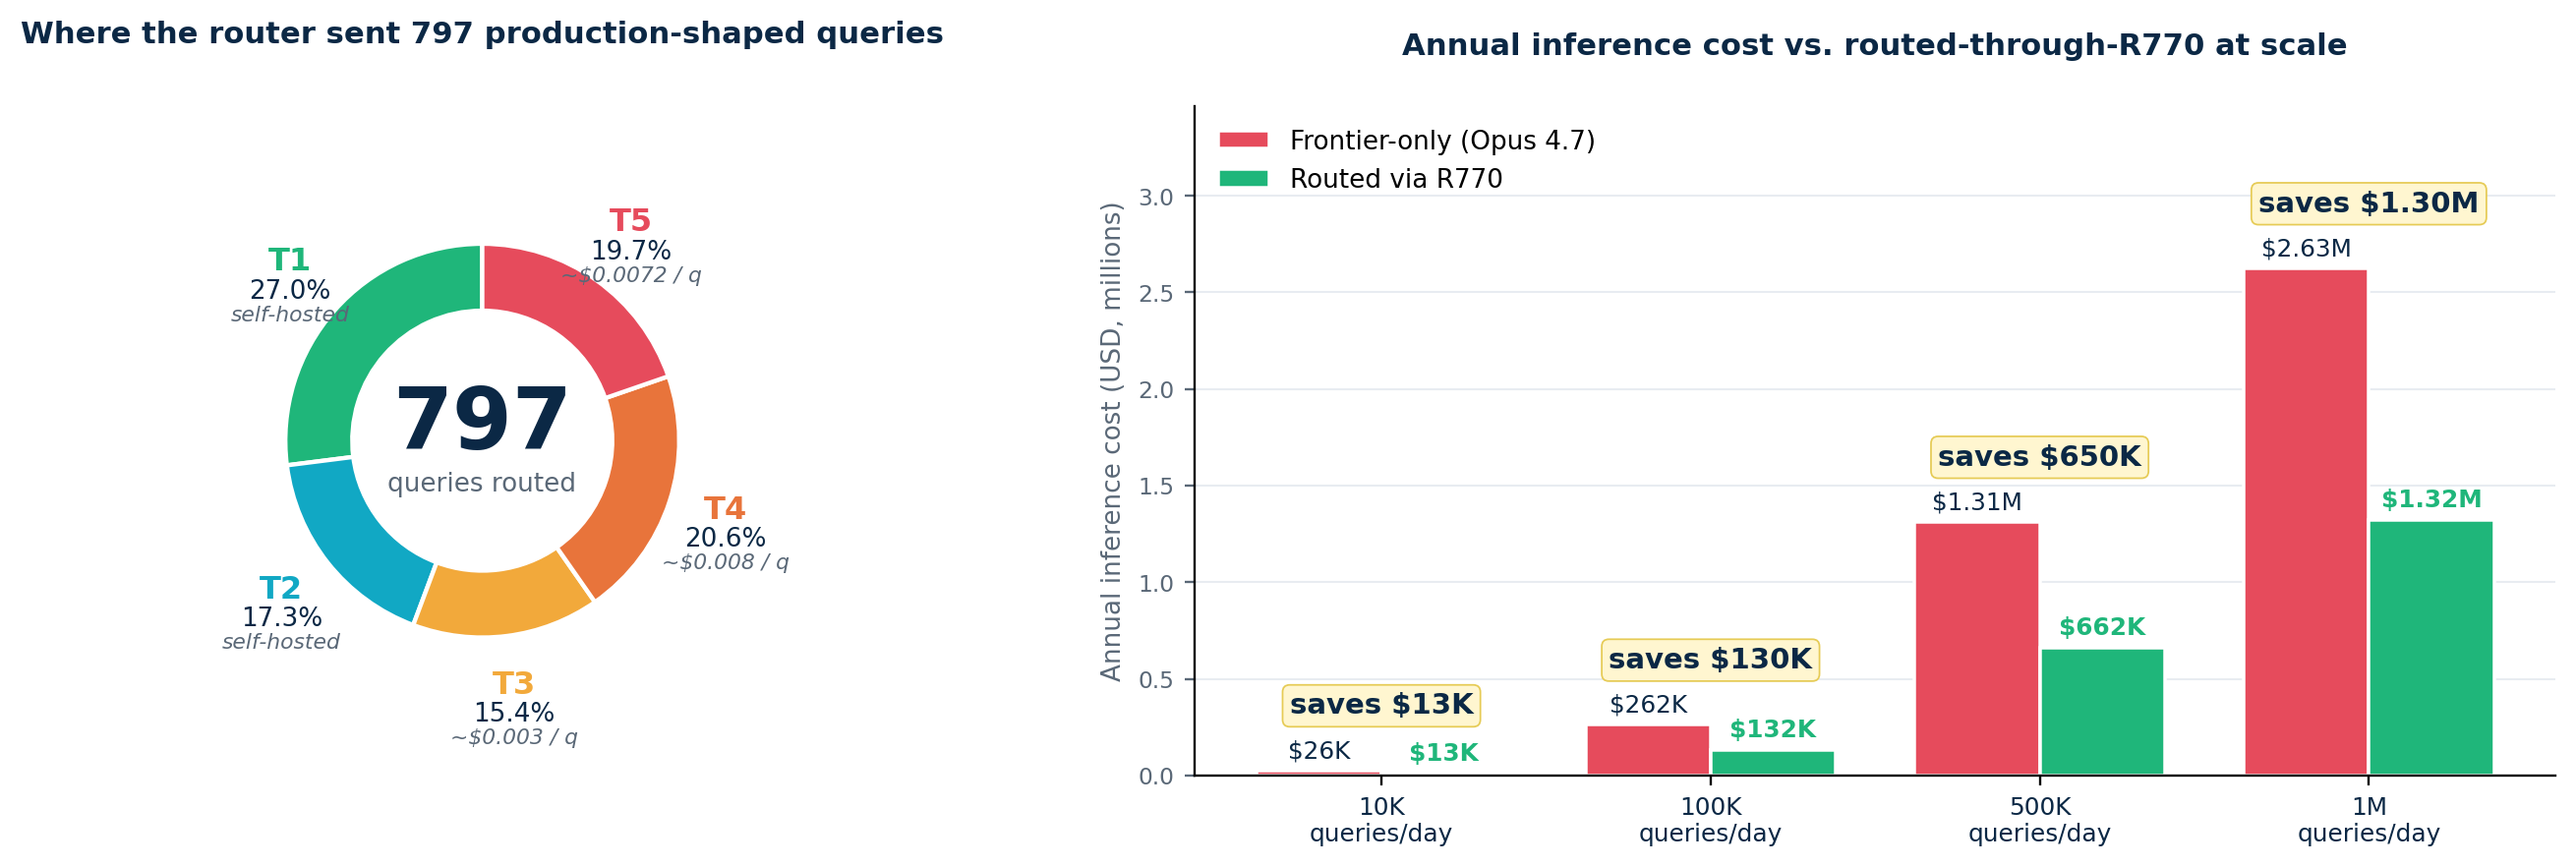 Where the router sent 797 production-shaped queries
T5
19.7%
~$0.0072 / q
T1
27.0%
self-hosted
797
queries routed
T4
20.6%
~$0.008 / q
T2
17.3%
self-hosted
T3
15.4%
~$0.003 / q
Annual inference cost vs. routed-through-R770 at scale
Frontier-only (Opus 4.7)
Routed via R770
Annual inference cost (USD, millions)
3.0
2.5
2.0
1.5
1.0
0.5
0.0
saves $13K
$26K
$13K
saves $130K
$262K
$132K
saves $650K
$1.31M
$662K
saves $1.30M
$2.63M
$1.32M
10K
queries/day
100K
queries/day
500K
queries/day
1M
queries/day